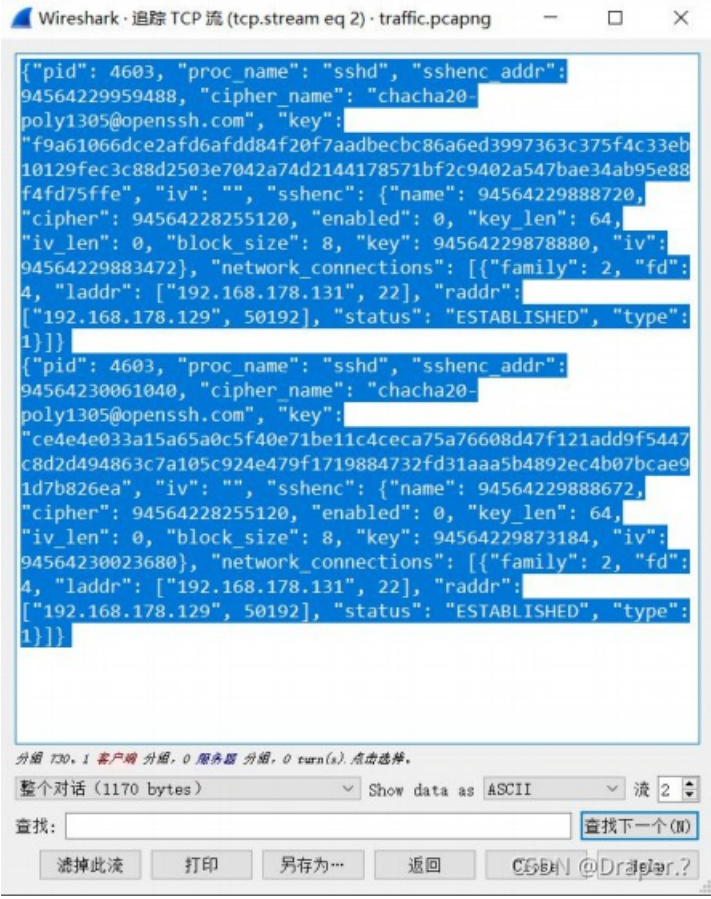 Wireshark · 追踪 TCP 流 (tcp.stream eq 2) · traffic.pcapng
{"pid": 4603, "proc_name": "sshd", "sshenc_addr":
94564229959488, "cipher_name": "chacha20-
poly1305@openssh.com", "key":
"f9a61066dce2afd6afdd84f20f7aadbecbc86a6ed3997363c375f4c33eb
10129fec3c88d2503e7042a74d2144178571bf2c9402a547bae34ab95e88
f4fd75ffe", "iv": "", "sshenc": {"name": 94564229888720,
"cipher": 94564228255120, "enabled": 0, "key_len": 64,
"iv_len": 0, "block_size": 8, "key": 94564229878880, "iv":
94564229883472}, "network_connections": [{"family": 2, "fd":
4, "laddr": ["192.168.178.131", 22], "raddr":
["192.168.178.129", 50192], "status": "ESTABLISHED", "type":
1}]}
{"pid": 4603, "proc_name": "sshd", "sshenc_addr":
94564230061040, "cipher_name": "chacha20-
poly1305@openssh.com", "key":
"ce4e4e033a15a65a0c5f40e71be11c4ceca75a76608d47f121add9f5447
c8d2d494863c7a105c924e479f1719884732fd31aaa5b4892ec4b07bcae9
1d7b826ea", "iv": "", "sshenc": {"name": 94564229888672,
"cipher": 94564228255120, "enabled": 0, "key_len": 64,
"iv_len": 0, "block_size": 8, "key": 94564229873184, "iv":
94564230023680}, "network_connections": [{"family": 2, "fd":
4, "laddr": ["192.168.178.131", 22], "raddr":
["192.168.178.129", 50192], "status": "ESTABLISHED", "type":
1}]}
分组 730。1 客户端 分组，0 服务器 分组，0 turn(s).点击选择。
整个对话 (1170 bytes) Show data as ASCII 流 2
查找: 查找下一个(N)
滤掉此流 打印 另存为… 返回 Close Help
CSDN @Draper.?